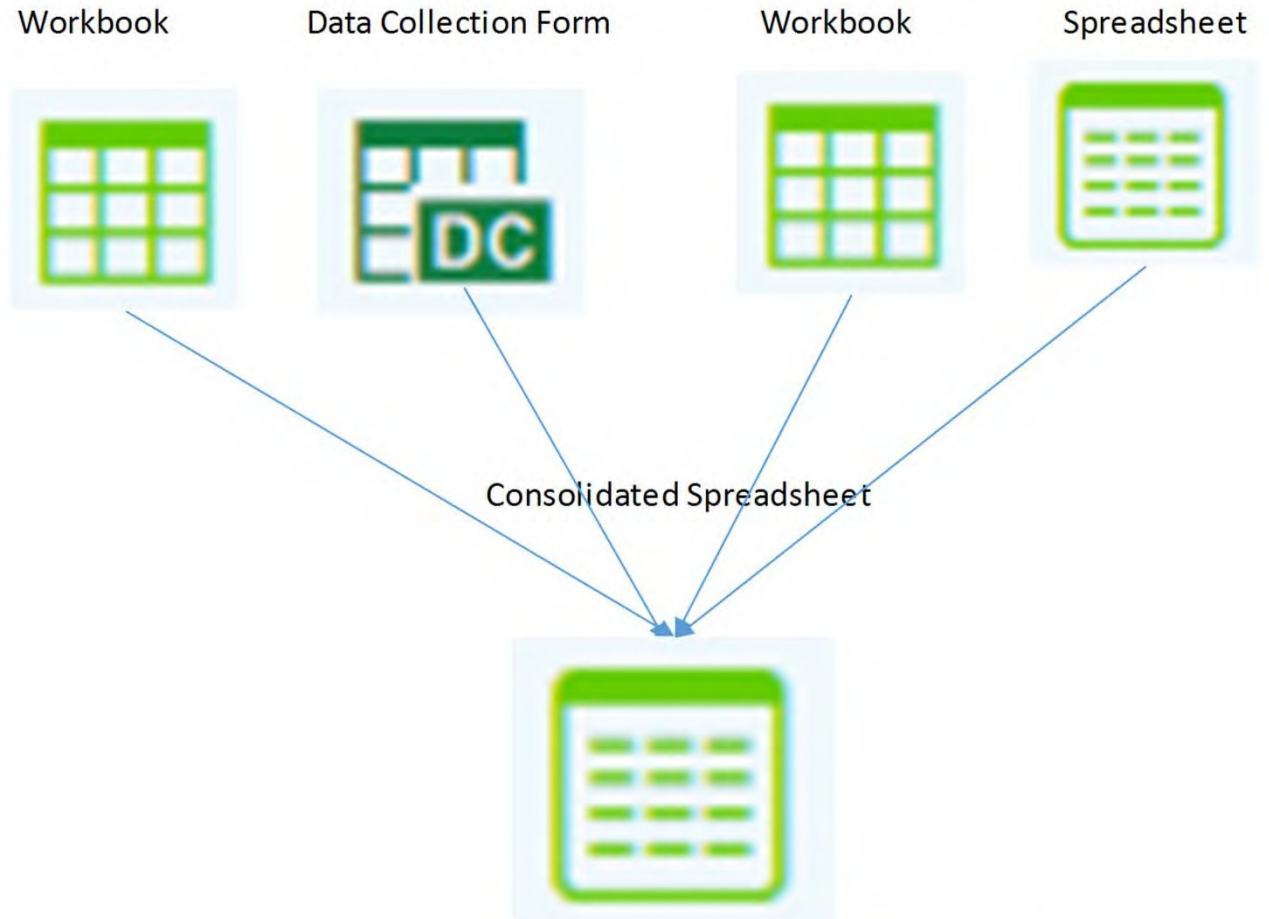 Workbook
Data Collection Form
Workbook
Spreadsheet
DC
Consolidated Spreadsheet